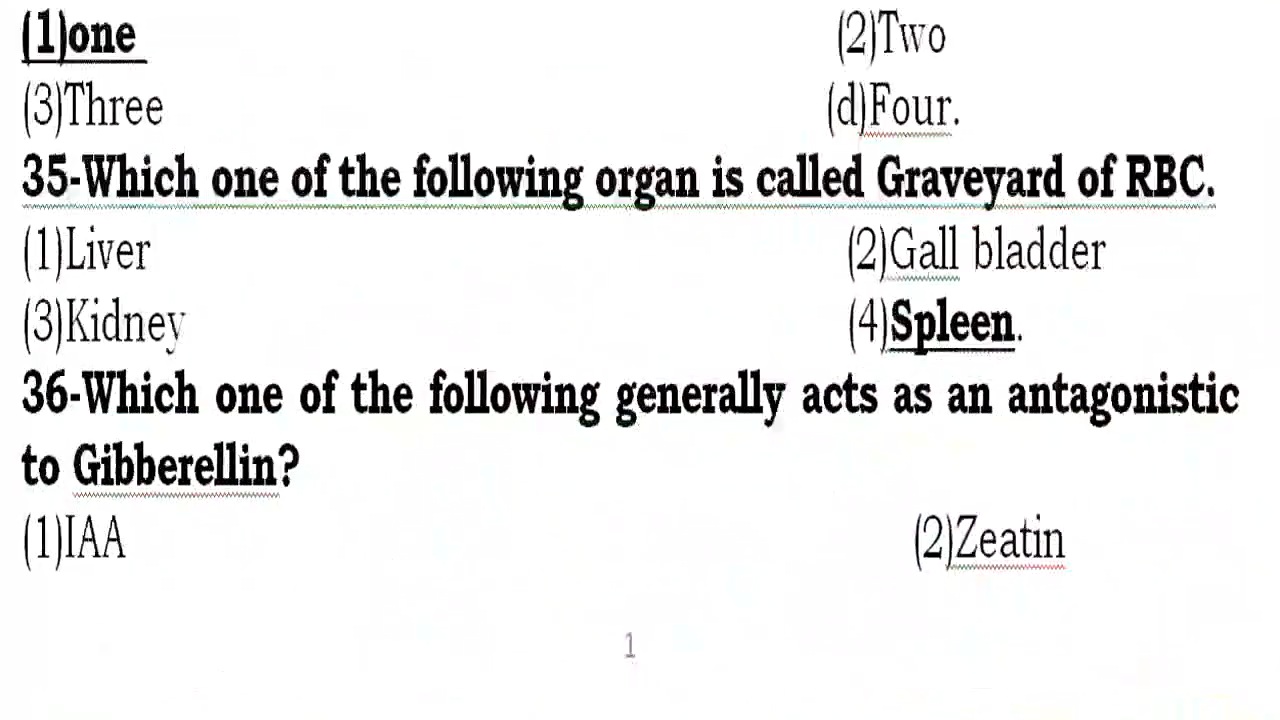 (1)one (2)Two
(3)Three (d)Four.
35-Which one of the following organ is called Graveyard of RBC.
(1)Liver (2)Gall bladder
(3)Kidney (4)Spleen.
36-Which one of the following generally acts as an antagonistic
to Gibberellin?
(1)IAA (2)Zeatin
1